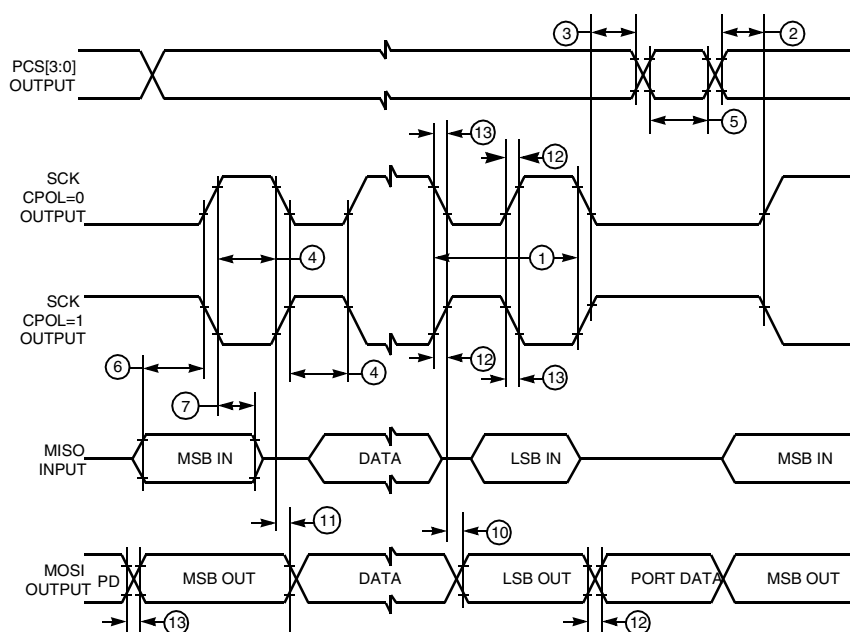 3
2
PCS[3:0]
OUTPUT
5
13
12
SCK
CPOL=0
OUTPUT
4
1
SCK
CPOL=1
OUTPUT
6
12
4
13
7
MISO
INPUT
MSB IN
DATA
LSB IN
MSB IN
11
10
MOSI
OUTPUT
PD
MSB OUT
DATA
LSB OUT
PORT DATA
MSB OUT
13
12